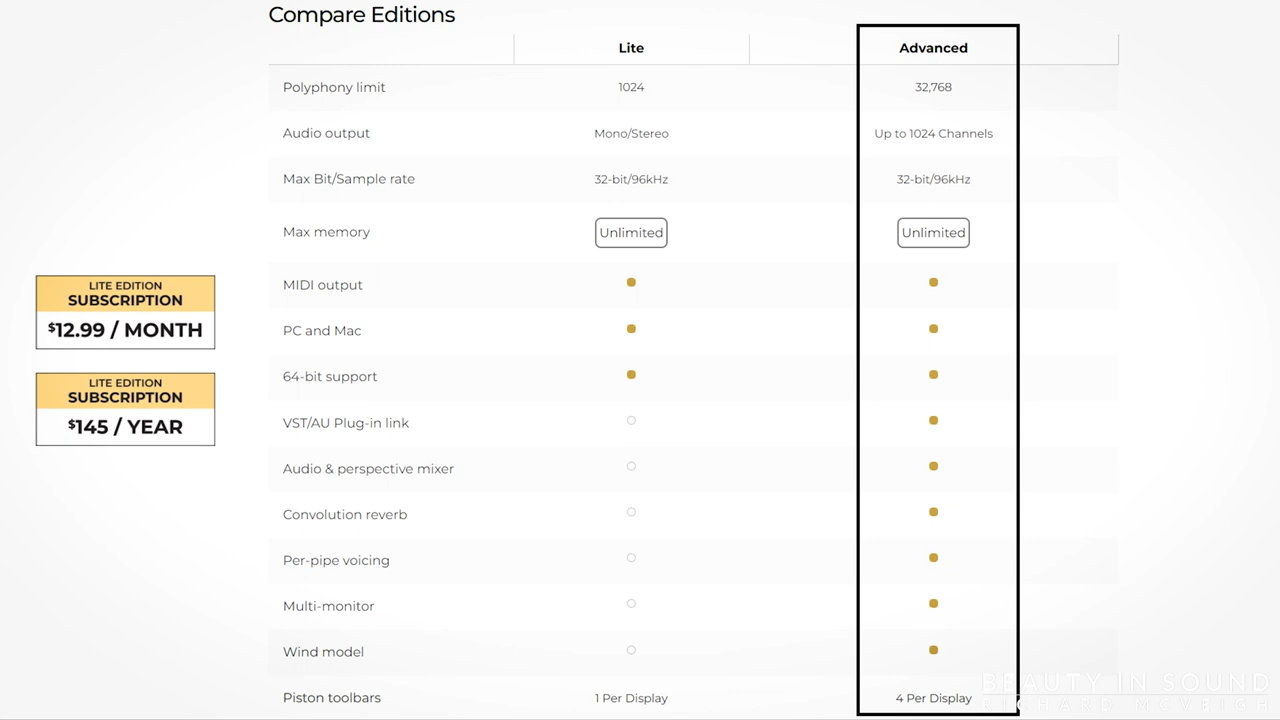 Compare Editions
Lite Advanced
Polyphony limit 1024 32,768
Audio output Mono/Stereo Up to 1024 Channels
Max Bit/Sample rate 32-bit/96kHz 32-bit/96kHz
Max memory Unlimited Unlimited
MIDI output
PC and Mac
64-bit support
VST/AU Plug-in link
Audio & perspective mixer
Convolution reverb
Per-pipe voicing
Multi-monitor
Wind model
Piston toolbars 1 Per Display 4 Per Display
LITE EDITION
SUBSCRIPTION
$12.99 / MONTH
LITE EDITION
SUBSCRIPTION
$145 / YEAR
BEAUTY IN SOUND
RICHARD MCVEIGH